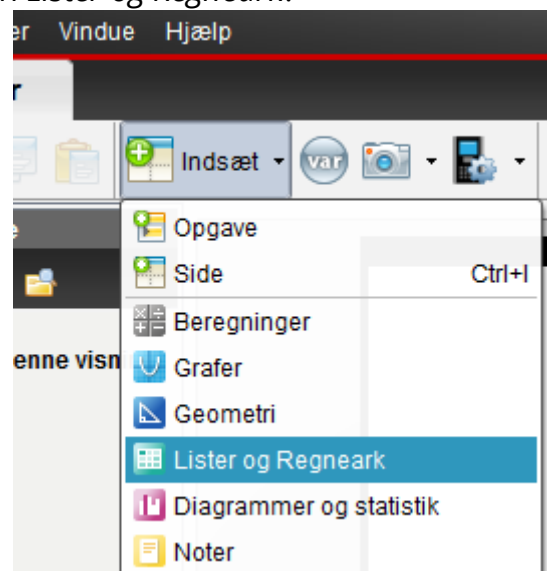 Lister og Regneark.
Vindue Hjælp
Indsæt
var
Opgave
Side Ctrl+I
Beregninger
enne visn
Grafer
Geometri
Lister og Regneark
Diagrammer og statistik
Noter